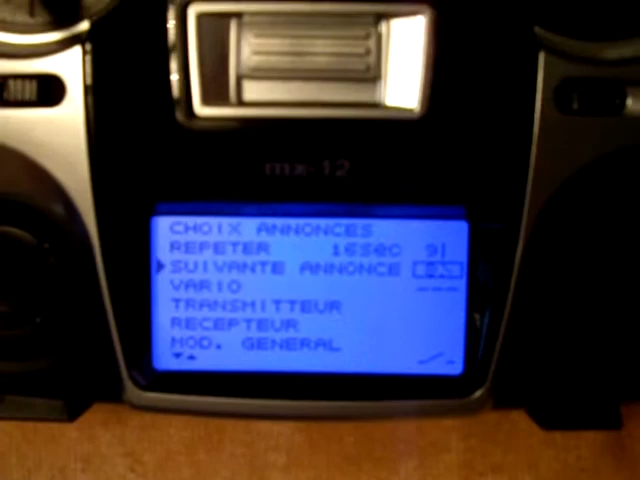 mx-12
CHOIX ANNONCES
REPETER 16sec 9|
SUIVANTE ANNONCE
VARIO ---
TRANSMITTEUR
RECEPTEUR
MOD. GENERAL